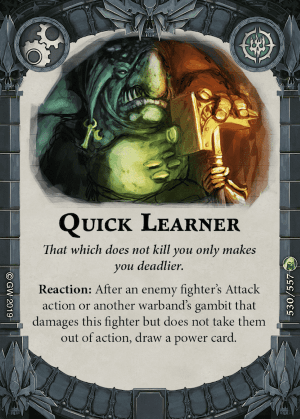 QUICK LEARNER
That which does not kill you only makes
you deadlier.
Reaction: After an enemy fighter's Attack
action or another warband's gambit that
damages this fighter but does not take them
out of action, draw a power card.
©GW 2019
530/557